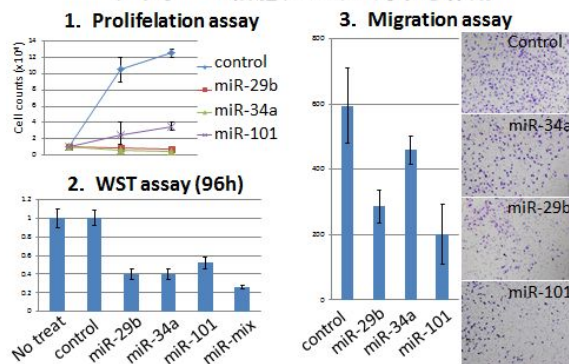 1. Prolifelation assay
Cell counts (x10⁴)
14
12
10
8
6
4
2
0
control
miR-29b
miR-34a
miR-101
2. WST assay (96h)
1.2
1
0.8
0.6
0.4
0.2
0
No treat
control
miR-29b
miR-34a
miR-101
miR-mix
3. Migration assay
800
600
400
200
0
control
miR-29b
miR-34a
miR-101
Control
miR-34a
miR-29b
miR-101